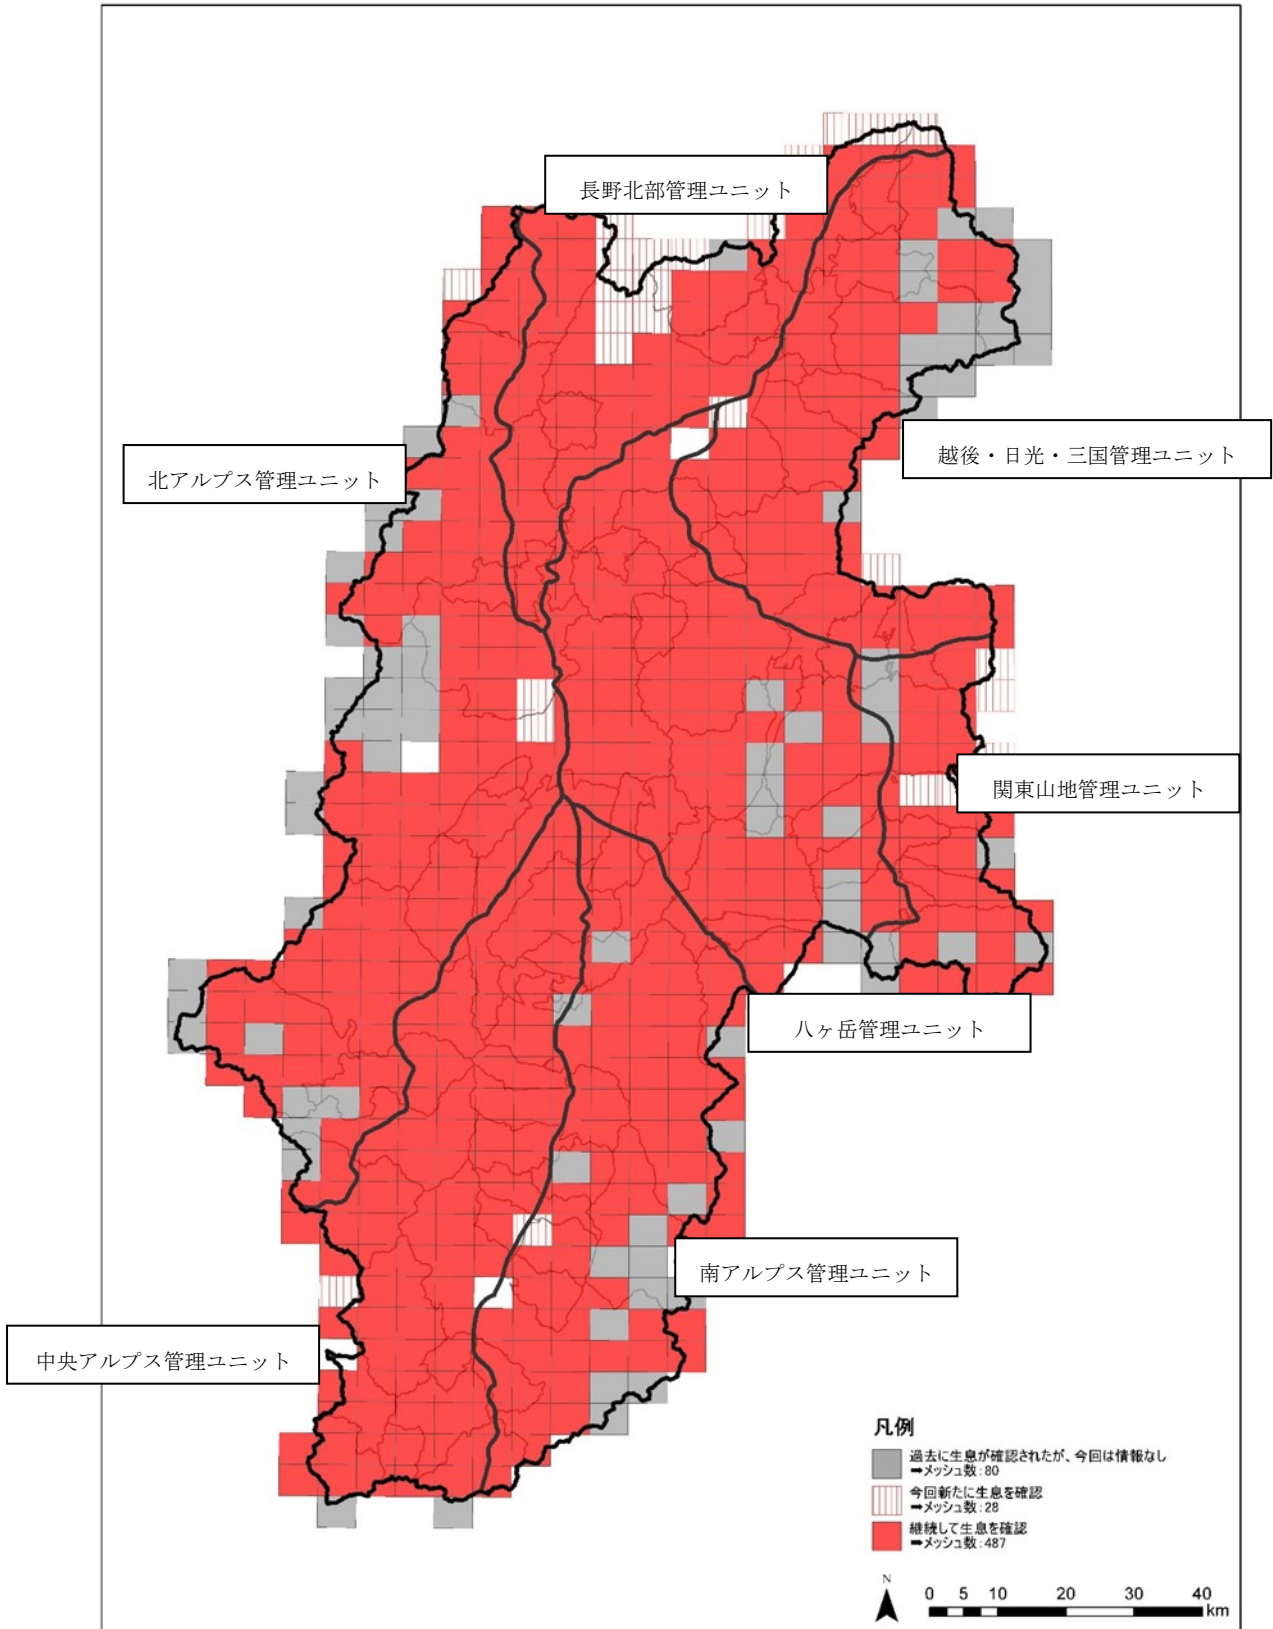 長野北部管理ユニット
越後・日光・三国管理ユニット
北アルプス管理ユニット
関東山地管理ユニット
八ヶ岳管理ユニット
南アルプス管理ユニット
中央アルプス管理ユニット
凡例
過去に生息が確認されたが、今回は情報なし
➡メッシュ数:80
今回新たに生息を確認
➡メッシュ数:28
継続して生息を確認
➡メッシュ数:487
N
0 5 10 20 30 40
km